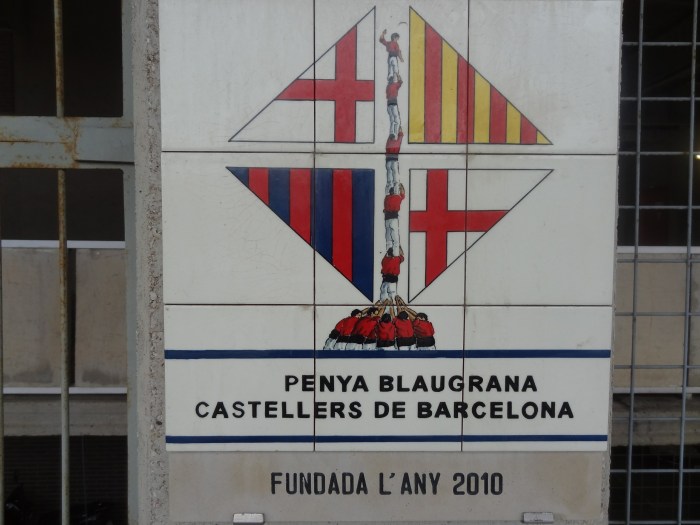 PENYA BLAUGRANA
CASTELLERS DE BARCELONA
FUNDADA L'ANY 2010